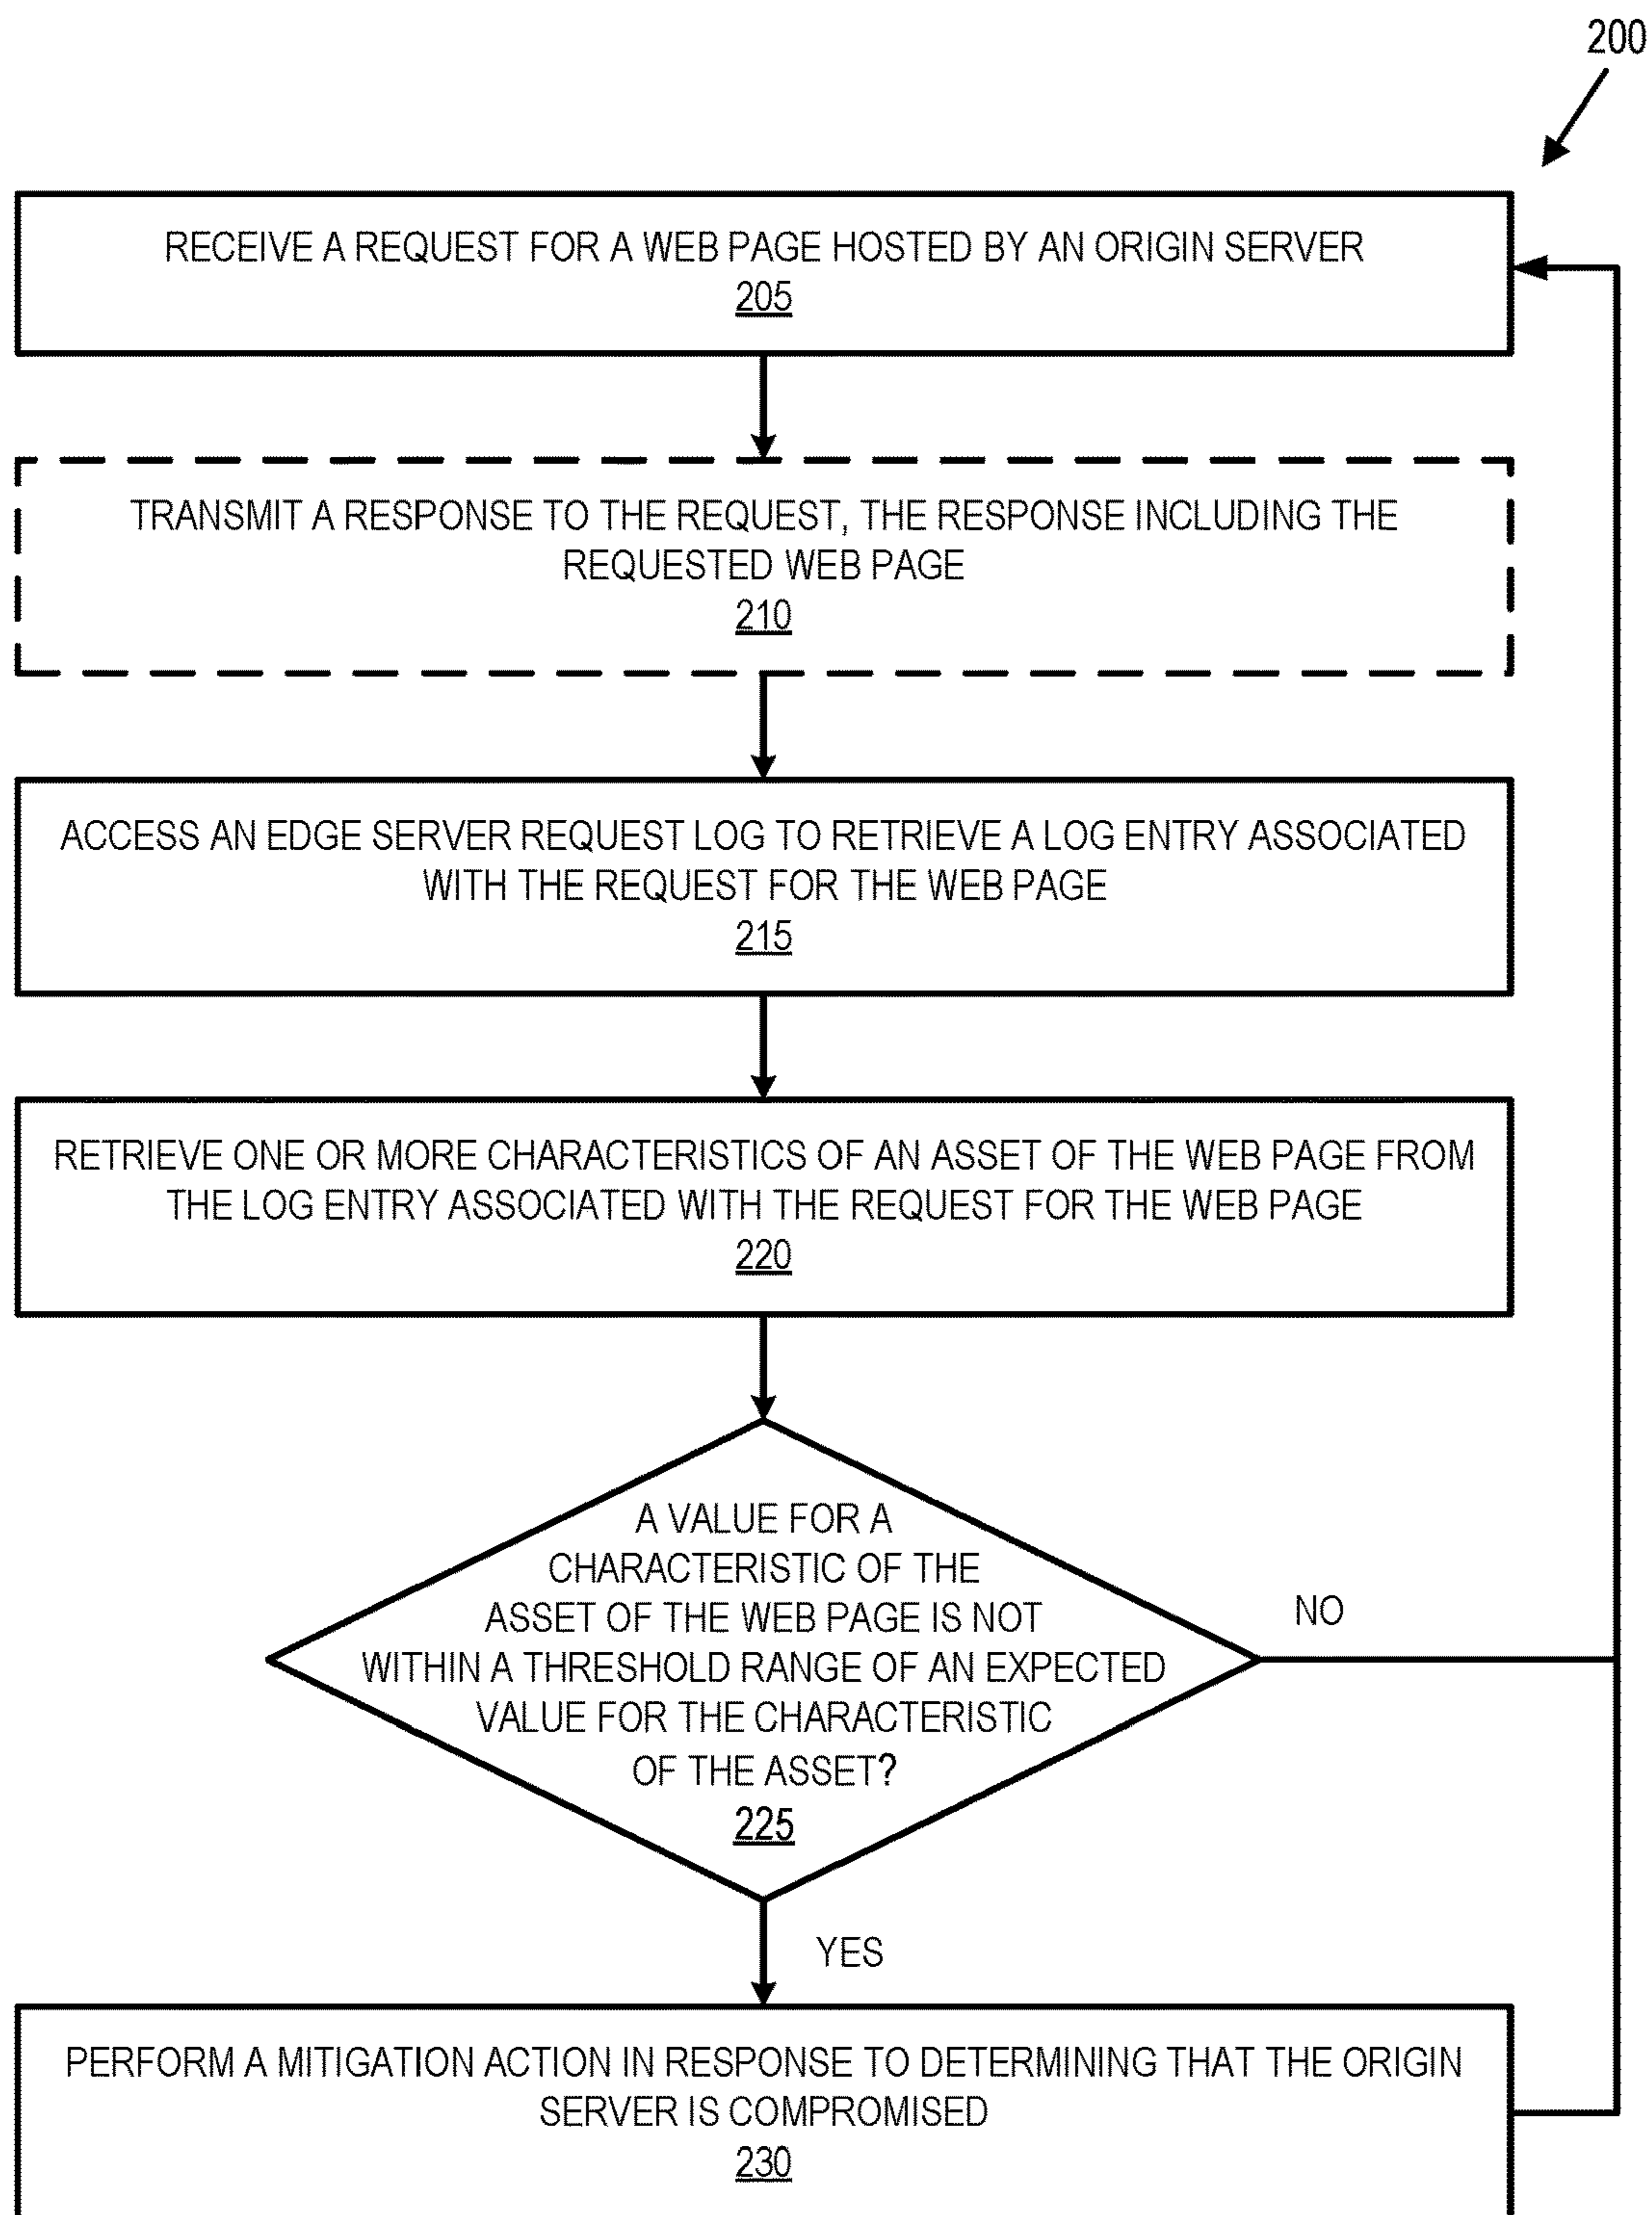 200
RECEIVE A REQUEST FOR A WEB PAGE HOSTED BY AN ORIGIN SERVER
205
TRANSMIT A RESPONSE TO THE REQUEST, THE RESPONSE INCLUDING THE
REQUESTED WEB PAGE
210
ACCESS AN EDGE SERVER REQUEST LOG TO RETRIEVE A LOG ENTRY ASSOCIATED
WITH THE REQUEST FOR THE WEB PAGE
215
RETRIEVE ONE OR MORE CHARACTERISTICS OF AN ASSET OF THE WEB PAGE FROM
THE LOG ENTRY ASSOCIATED WITH THE REQUEST FOR THE WEB PAGE
220
A VALUE FOR A
CHARACTERISTIC OF THE
ASSET OF THE WEB PAGE IS NOT
WITHIN A THRESHOLD RANGE OF AN EXPECTED
VALUE FOR THE CHARACTERISTIC
OF THE ASSET?
225
NO
YES
PERFORM A MITIGATION ACTION IN RESPONSE TO DETERMINING THAT THE ORIGIN
SERVER IS COMPROMISED
230